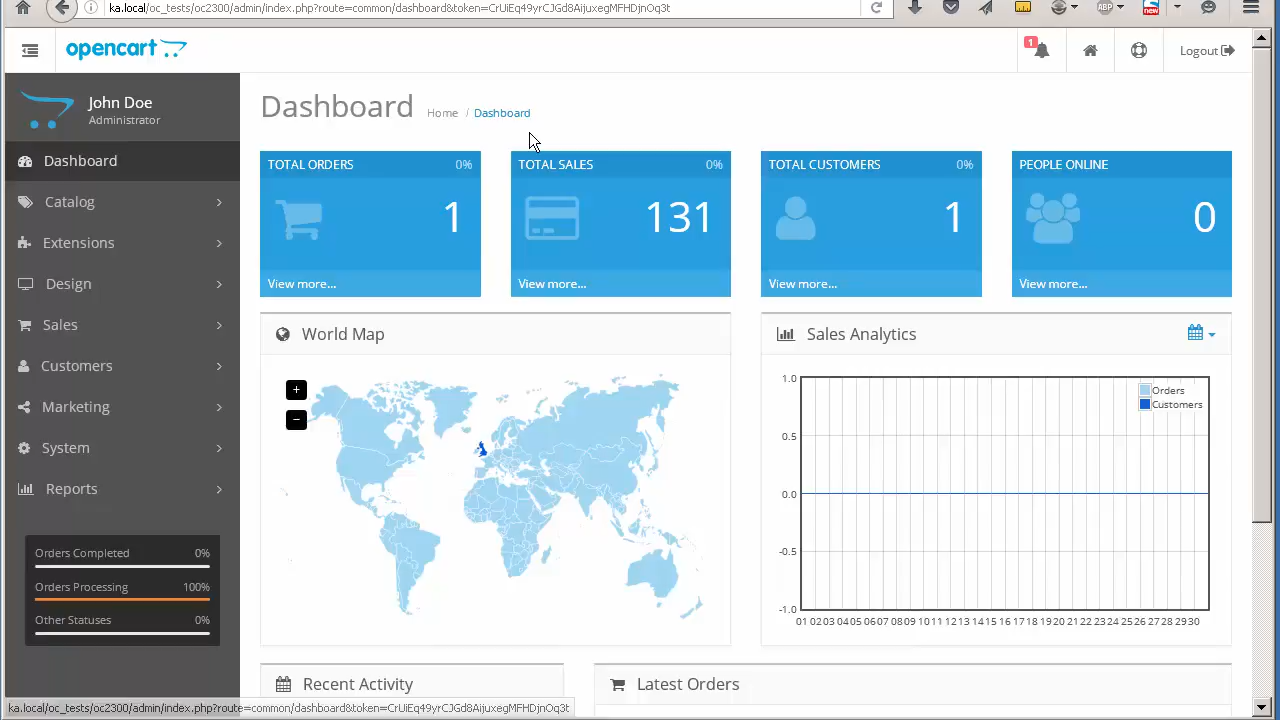 ka.local/oc_tests/oc2300/admin/index.php?route=common/dashboard&token=CrUiEq49yrCJGd8AijuxegMFHDjnOq3t
ABP
new
opencart
1
Logout
John Doe
Administrator
Dashboard
Catalog
Extensions
Design
Sales
Customers
Marketing
System
Reports
Orders Completed 0%
Orders Processing 100%
Other Statuses 0%
Dashboard Home / Dashboard
TOTAL ORDERS 0%
1
View more...
TOTAL SALES 0%
131
View more...
TOTAL CUSTOMERS 0%
1
View more...
PEOPLE ONLINE
0
View more...
World Map
+
−
Sales Analytics
Orders
Customers
1.0
0.5
0.0
-0.5
-1.0
01 02 03 04 05 06 07 08 09 10 11 12 13 14 15 16 17 18 19 20 21 22 23 24 25 26 27 28 29 30
Recent Activity
Latest Orders
ka.local/oc_tests/oc2300/admin/index.php?route=common/dashboard&token=CrUiEq49yrCJGd8AijuxegMFHDjnOq3t